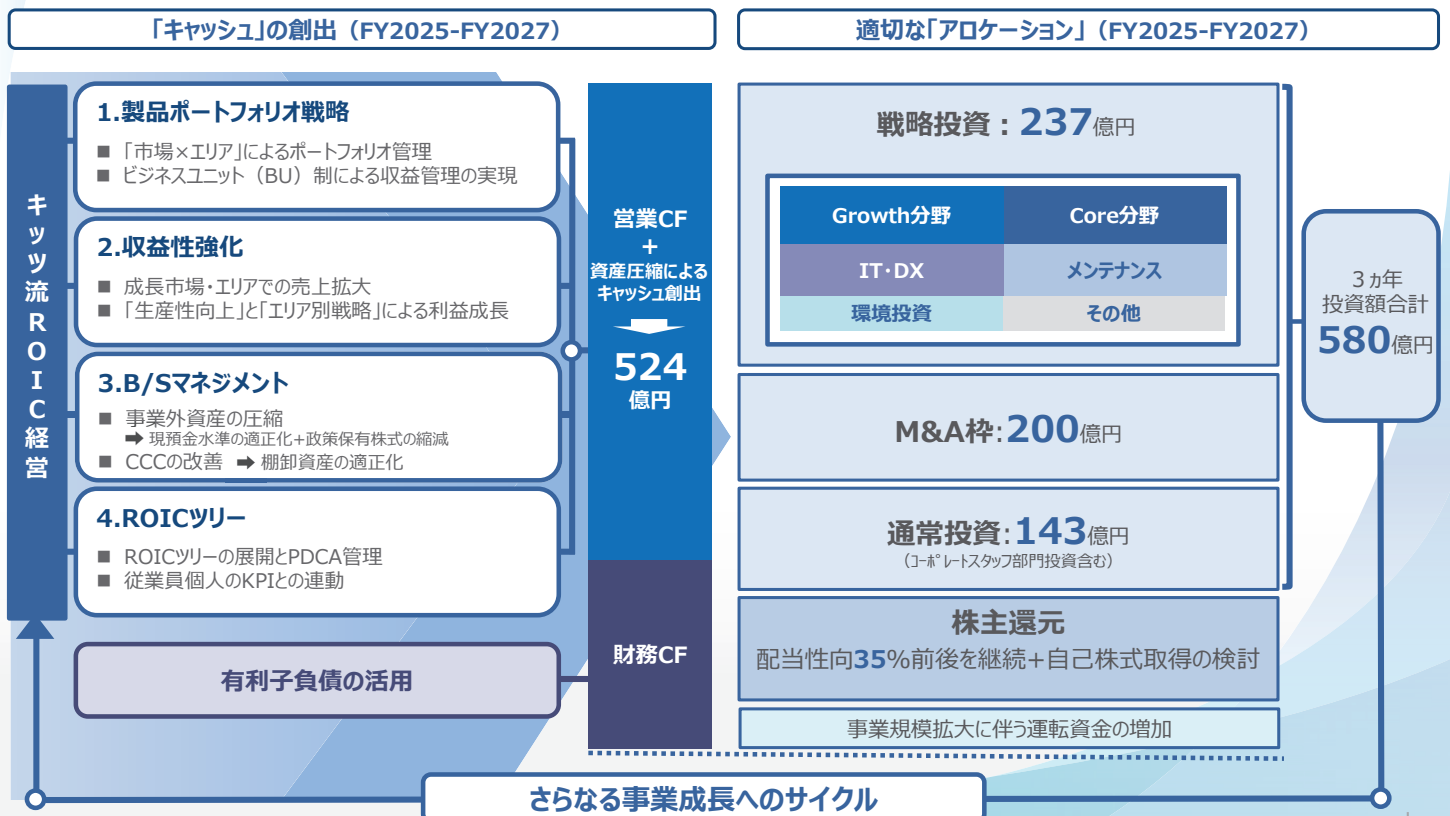 「キャッシュ」の創出（FY2025-FY2027）
キッツ流ROIC経営
1.製品ポートフォリオ戦略
■ 「市場×エリア」によるポートフォリオ管理
■ ビジネスユニット（BU）制による収益管理の実現
2.収益性強化
■ 成長市場・エリアでの売上拡大
■ 「生産性向上」と「エリア別戦略」による利益成長
3.B/Sマネジメント
■ 事業外資産の圧縮
➡ 現預金水準の適正化+政策保有株式の縮減
■ CCCの改善 ➡ 棚卸資産の適正化
4.ROICツリー
■ ROICツリーの展開とPDCA管理
■ 従業員個人のKPIとの連動
有利子負債の活用
営業CF
+
資産圧縮による
キャッシュ創出
524
億円
財務CF
適切な「アロケーション」（FY2025-FY2027）
戦略投資：237億円
Growth分野 Core分野
IT・DX メンテナンス
環境投資 その他
M&A枠:200億円
通常投資:143億円
（ｺｰﾎﾟﾚｰﾄｽﾀｯﾌ部門投資含む）
株主還元
配当性向35%前後を継続+自己株式取得の検討
事業規模拡大に伴う運転資金の増加
３ヵ年
投資額合計
580億円
さらなる事業成長へのサイクル